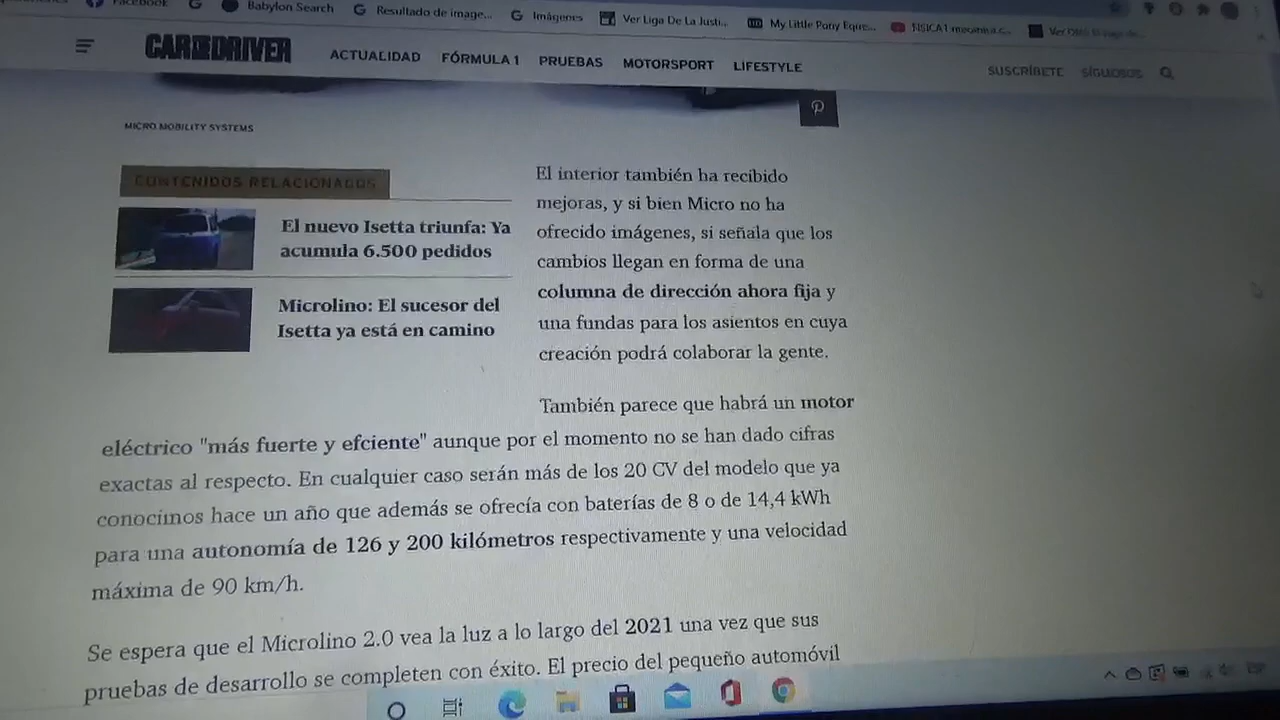 Facebook
Babylon Search
Resultado de image...
Imágenes
Ver Liga De La Justi...
My Little Pony Eque...
CAR AND DRIVER
ACTUALIDAD
FÓRMULA 1
PRUEBAS
MOTORSPORT
LIFESTYLE
SUSCRÍBETE
SÍGUENOS
MICRO MOBILITY SYSTEMS
CONTENIDOS RELACIONADOS
El nuevo Isetta triunfa: Ya
acumula 6.500 pedidos
Microlino: El sucesor del
Isetta ya está en camino
El interior también ha recibido
mejoras, y si bien Micro no ha
ofrecido imágenes, si señala que los
cambios llegan en forma de una
columna de dirección ahora fija y
una fundas para los asientos en cuya
creación podrá colaborar la gente.
También parece que habrá un motor
eléctrico "más fuerte y efciente" aunque por el momento no se han dado cifras
exactas al respecto. En cualquier caso serán más de los 20 CV del modelo que ya
conocimos hace un año que además se ofrecía con baterías de 8 o de 14,4 kWh
para una autonomía de 126 y 200 kilómetros respectivamente y una velocidad
máxima de 90 km/h.
Se espera que el Microlino 2.0 vea la luz a lo largo del 2021 una vez que sus
pruebas de desarrollo se completen con éxito. El precio del pequeño automóvil